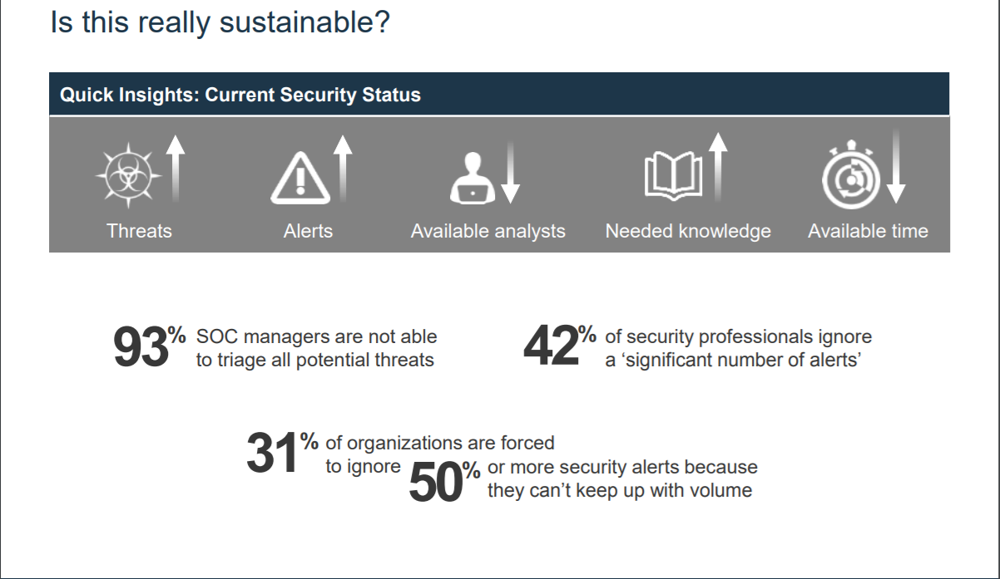 Is this really sustainable?
Quick Insights: Current Security Status
Threats
Alerts
Available analysts
Needed knowledge
Available time
93% SOC managers are not able
to triage all potential threats
42% of security professionals ignore
a ‘significant number of alerts’
31% of organizations are forced
to ignore 50% or more security alerts because
they can’t keep up with volume